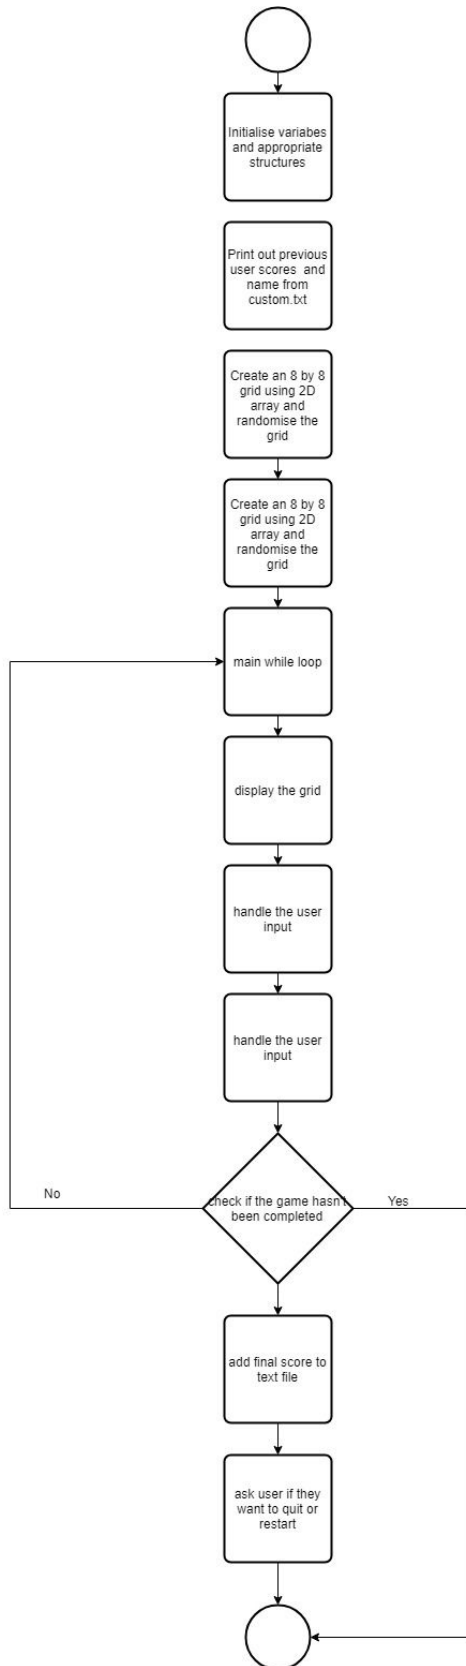 Initialise variabes
and appropriate
structures
Print out previous
user scores  and
name from
custom.txt
Create an 8 by 8
grid using 2D
array and
randomise the
grid
Create an 8 by 8
grid using 2D
array and
randomise the
grid
main while loop
display the grid
handle the user
input
handle the user
input
No
check if the game hasn't
been completed
Yes
add final score to
text file
ask user if they
want to quit or
restart